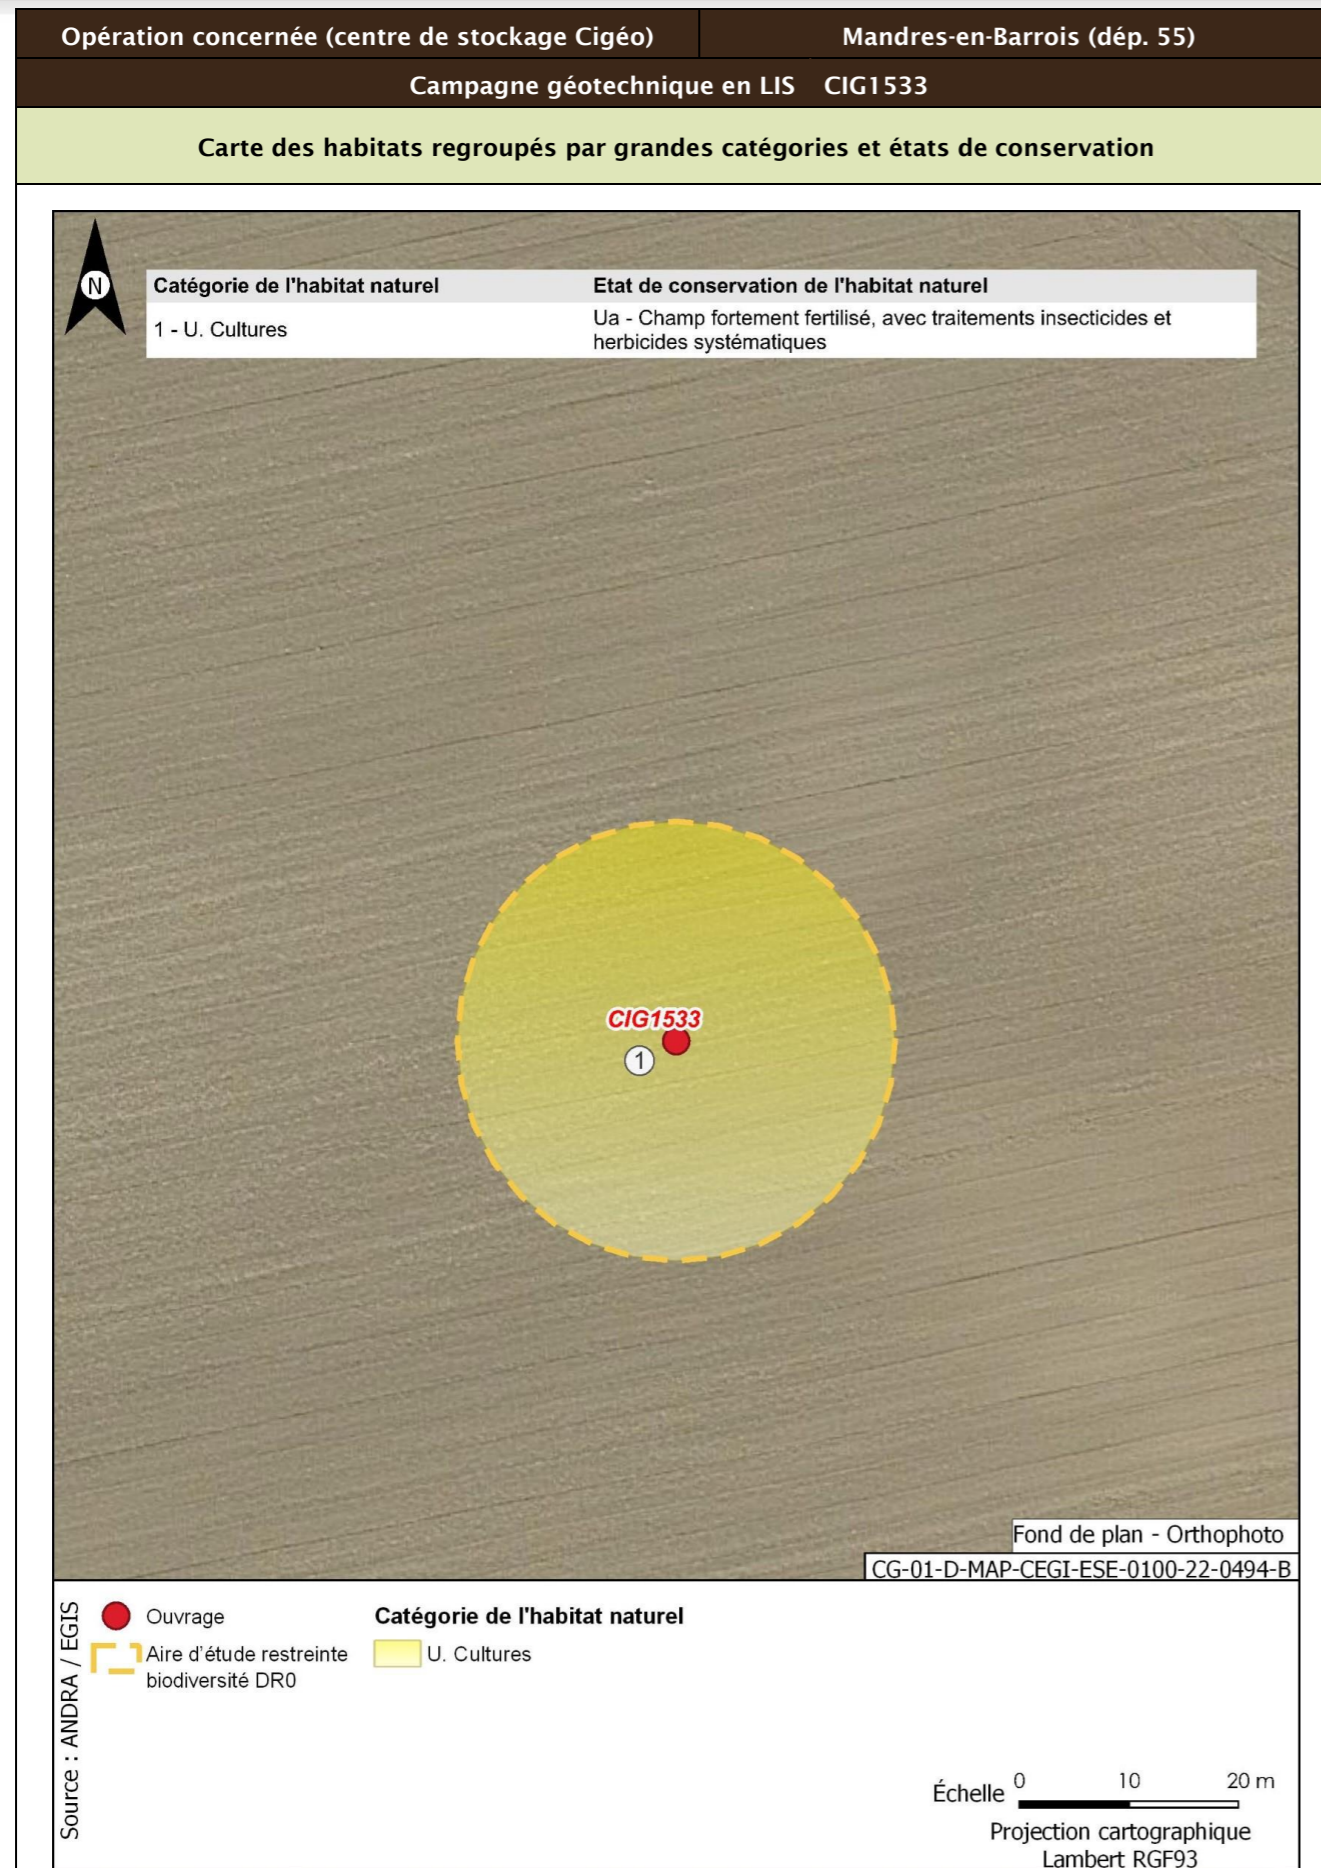 Opération concernée (centre de stockage Cigéo)
Mandres-en-Barrois (dép. 55)
Campagne géotechnique en LIS CIG1533
Carte des habitats regroupés par grandes catégories et états de conservation
N
Catégorie de l'habitat naturel
Etat de conservation de l'habitat naturel
1 - U. Cultures
Ua - Champ fortement fertilisé, avec traitements insecticides et
herbicides systématiques
CIG1533
1
Fond de plan - Orthophoto
CG-01-D-MAP-CEGI-ESE-0100-22-0494-B
Source : ANDRA / EGIS
Ouvrage
Aire d'étude restreinte
biodiversité DR0
Catégorie de l'habitat naturel
U. Cultures
Échelle 0 10 20 m
Projection cartographique
Lambert RGF93